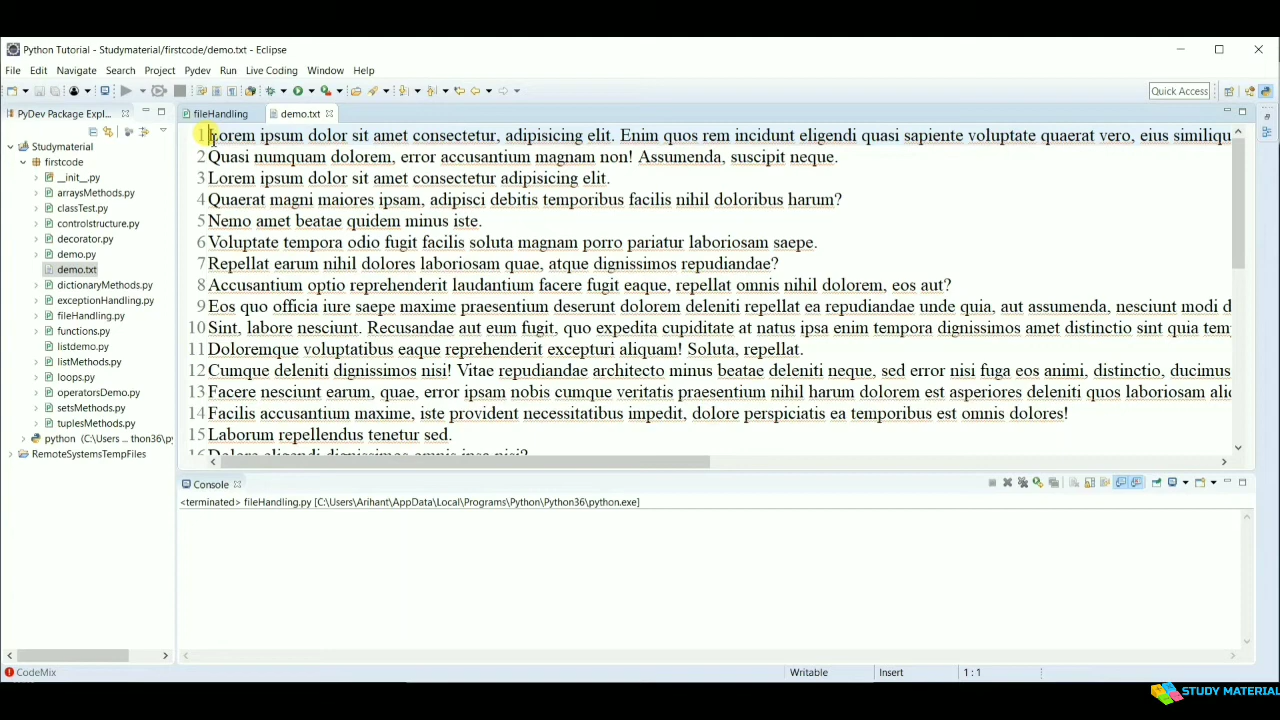 Python Tutorial - Studymaterial/firstcode/demo.txt - Eclipse
File Edit Navigate Search Project Pydev Run Live Coding Window Help
Quick Access
PyDev Package Expl...
fileHandling
demo.txt
Studymaterial
firstcode
__init__.py
arraysMethods.py
classTest.py
controlstructure.py
decorator.py
demo.py
demo.txt
dictionaryMethods.py
exceptionHandling.py
fileHandling.py
functions.py
listdemo.py
listMethods.py
loops.py
operatorsDemo.py
setsMethods.py
tuplesMethods.py
python (C:\Users ... thon36\py
RemoteSystemsTempFiles
1 Lorem ipsum dolor sit amet consectetur, adipisicing elit. Enim quos rem incidunt eligendi quasi sapiente voluptate quaerat vero, eius similiqu
2 Quasi numquam dolorem, error accusantium magnam non! Assumenda, suscipit neque.
3 Lorem ipsum dolor sit amet consectetur adipisicing elit.
4 Quaerat magni maiores ipsam, adipisci debitis temporibus facilis nihil doloribus harum?
5 Nemo amet beatae quidem minus iste.
6 Voluptate tempora odio fugit facilis soluta magnam porro pariatur laboriosam saepe.
7 Repellat earum nihil dolores laboriosam quae, atque dignissimos repudiandae?
8 Accusantium optio reprehenderit laudantium facere fugit eaque, repellat omnis nihil dolorem, eos aut?
9 Eos quo officia iure saepe maxime praesentium deserunt dolorem deleniti repellat ea repudiandae unde quia, aut assumenda, nesciunt modi d
10 Sint, labore nesciunt. Recusandae aut eum fugit, quo expedita cupiditate at natus ipsa enim tempora dignissimos amet distinctio sint quia tem
11 Doloremque voluptatibus eaque reprehenderit excepturi aliquam! Soluta, repellat.
12 Cumque deleniti dignissimos nisi! Vitae repudiandae architecto minus beatae deleniti neque, sed error nisi fuga eos animi, distinctio, ducimus
13 Facere nesciunt earum, quae, error ipsam nobis cumque veritatis praesentium nihil harum dolorem est asperiores deleniti quos laboriosam alic
14 Facilis accusantium maxime, iste provident necessitatibus impedit, dolore perspiciatis ea temporibus est omnis dolores!
15 Laborum repellendus tenetur sed.
16 Dolore eligendi dignissimos omnis ipsa nisi?
Console
<terminated> fileHandling.py [C:\Users\Arihant\AppData\Local\Programs\Python\Python36\python.exe]
CodeMix
Writable
Insert
1 : 1
STUDY MATERIAL